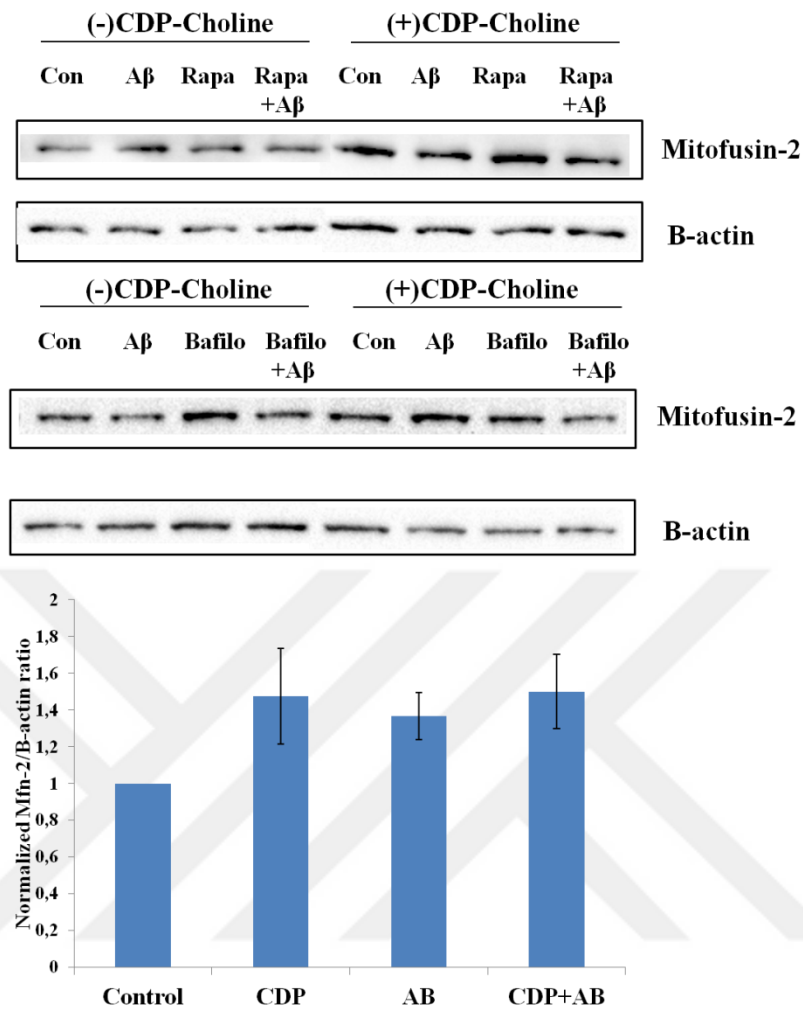 (-)CDP-Choline (+)CDP-Choline
Con Aβ Rapa Rapa +Aβ Con Aβ Rapa Rapa +Aβ
Mitofusin-2
B-actin
(-)CDP-Choline (+)CDP-Choline
Con Aβ Bafilo Bafilo +Aβ Con Aβ Bafilo Bafilo +Aβ
Mitofusin-2
B-actin
Normalized Mfn-2/B-actin ratio
2
1,8
1,6
1,4
1,2
1
0,8
0,6
0,4
0,2
0
Control CDP AB CDP+AB